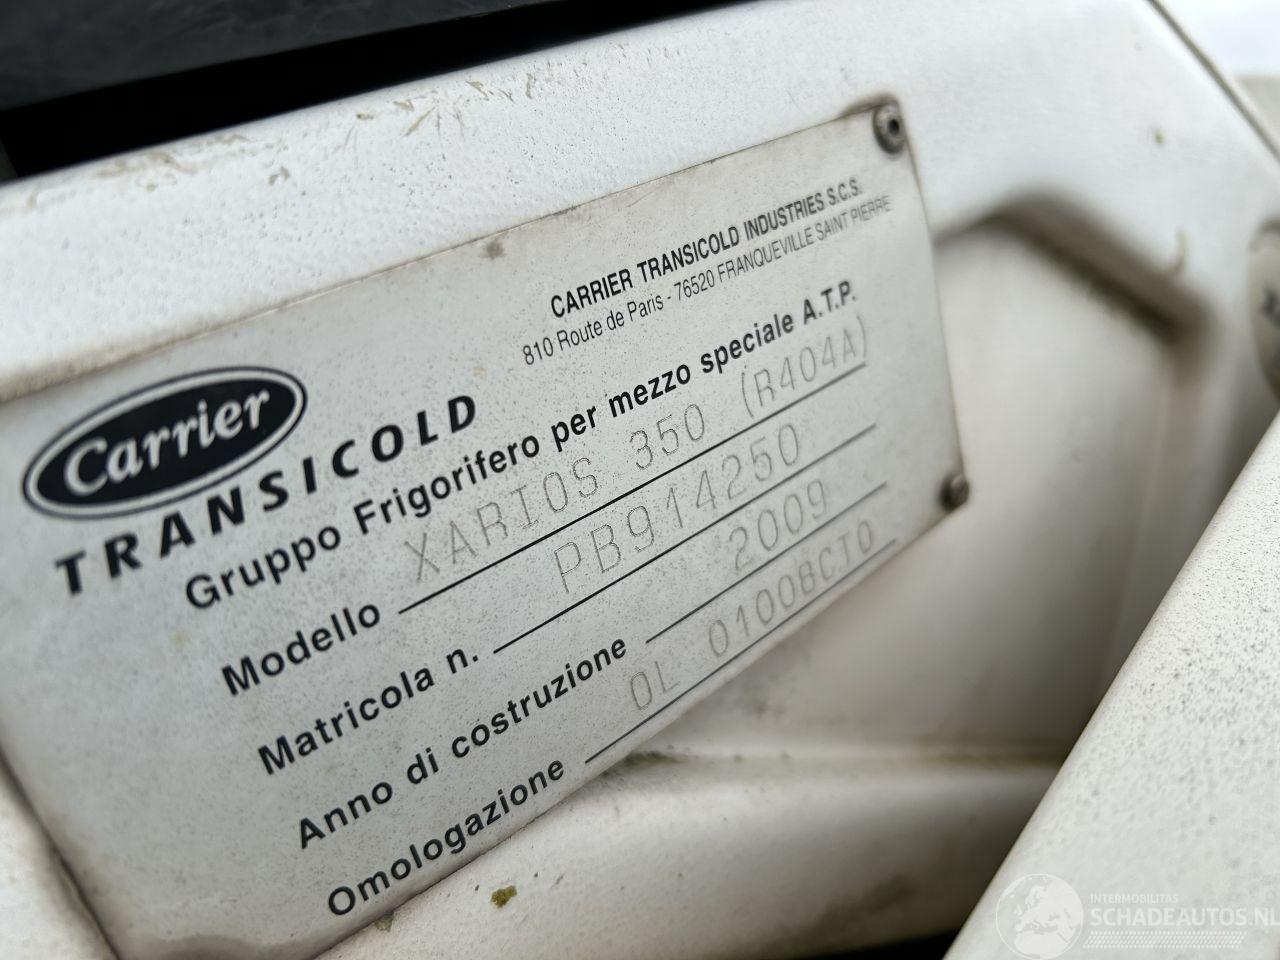 CARRIER TRANSICOLD INDUSTRIES S.C.S.
810 Route de Paris - 76520 FRANQUEVILLE SAINT PIERRE
Carrier
TRANSICOLD
Gruppo Frigorifero per mezzo speciale A.T.P.
Modello XARIOS 350 (R404A)
Matricola n. PB914250
Anno di costruzione 2009
Omologazione OL 01008CTO
INTERMOBILITAS
SCHADEAUTOS.NL